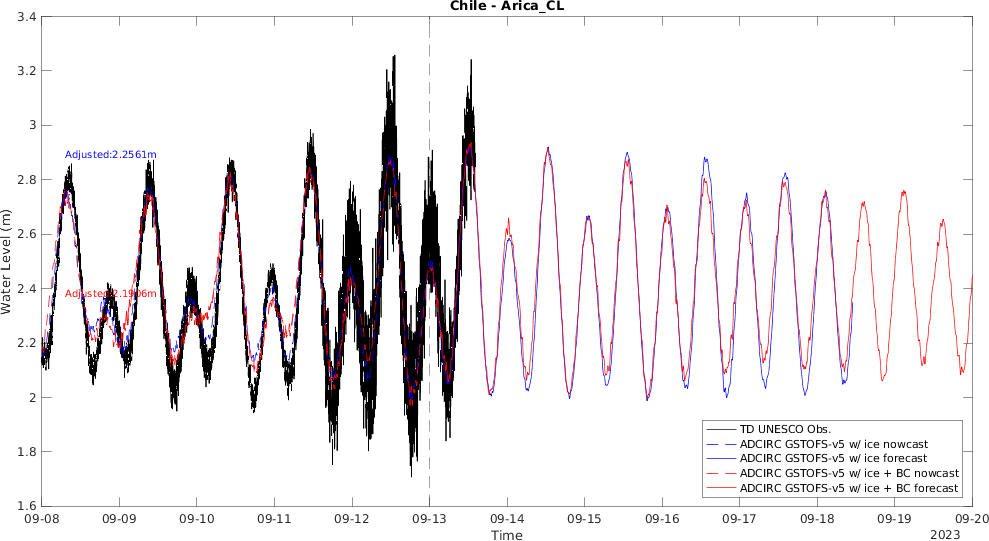 Chile - Arica_CL
Water Level (m)
3.4
3.2
3
2.8
2.6
2.4
2.2
2
1.8
1.6
Adjusted:2.2561m
Adjusted:2.1906m
TD UNESCO Obs.
ADCIRC GSTOFS-v5 w/ ice nowcast
ADCIRC GSTOFS-v5 w/ ice forecast
ADCIRC GSTOFS-v5 w/ ice + BC nowcast
ADCIRC GSTOFS-v5 w/ ice + BC forecast
09-08 09-09 09-10 09-11 09-12 09-13 09-14 09-15 09-16 09-17 09-18 09-19 09-20
Time
2023